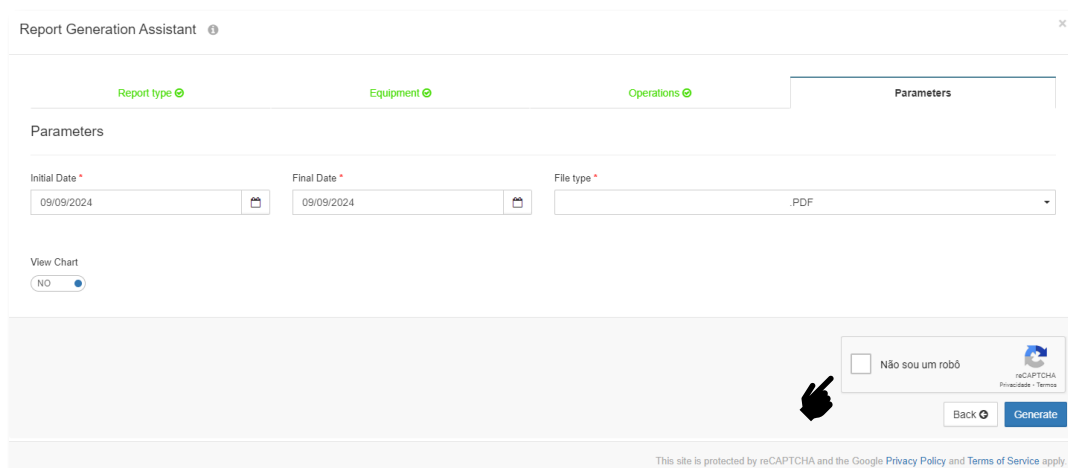 Report Generation Assistant
×
Report type
Equipment
Operations
Parameters
Parameters
Initial Date *
Final Date *
File type *
09/09/2024
09/09/2024
.PDF
View Chart
NO
Não sou um robô
reCAPTCHA
Privacidade - Termos
Back
Generate
This site is protected by reCAPTCHA and the Google Privacy Policy and Terms of Service apply.